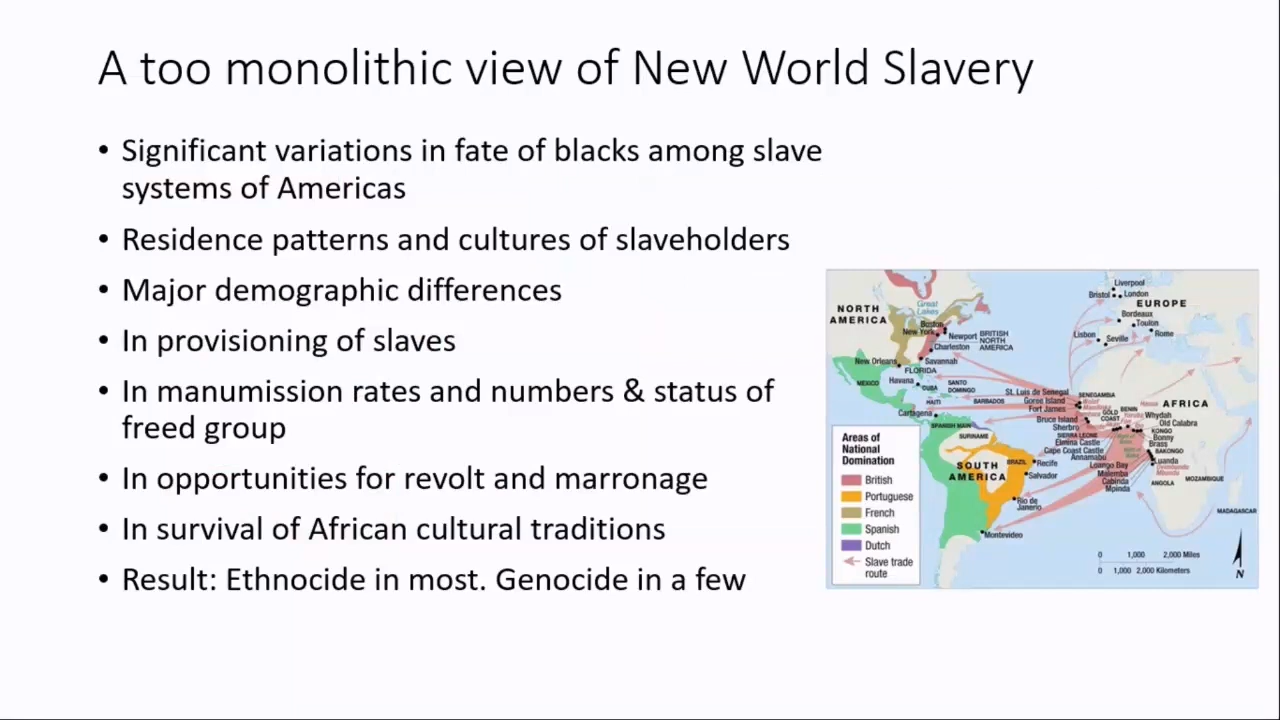 A too monolithic view of New World Slavery
• Significant variations in fate of blacks among slave
systems of Americas
• Residence patterns and cultures of slaveholders
• Major demographic differences
• In provisioning of slaves
• In manumission rates and numbers & status of
freed group
• In opportunities for revolt and marronage
• In survival of African cultural traditions
• Result: Ethnocide in most. Genocide in a few
NORTH
AMERICA
Great
Lakes
Boston
New York
Newport
BRITISH
NORTH
AMERICA
Charleston
Savannah
New Orleans
FLORIDA
MEXICO
Havana
CUBA
SANTO
DOMINGO
HAITI
BARBADOS
Cartagena
SPANISH MAIN
SURINAME
SOUTH
AMERICA
BRAZIL
Recife
Salvador
Rio de
Janerio
Montevideo
Liverpool
Bristol
London
EUROPE
Bordeaux
Toulon
Lisbon
Seville
Rome
St. Luis de Senegal
Goree Island
Fort James
SENEGAMBIA
Bruce Island
Sherbro
SIERRA LEONE
Elmina Castle
Cape Coast Castle
Annamabu
Loango Bay
Malemba
Cabinda
Mpinda
GOLD
COAST
BENIN
Hausa
AFRICA
Whydah
Old Calabra
KONGO
Bonny
Brass
BAKONGO
Luanda
ANGOLA
MOZAMBIQUE
MADAGASCAR
Areas of
National
Domination
British
Portuguese
French
Spanish
Dutch
Slave trade
route
0 1,000 2,000 Miles
0 1,000 2,000 Kilometers
N